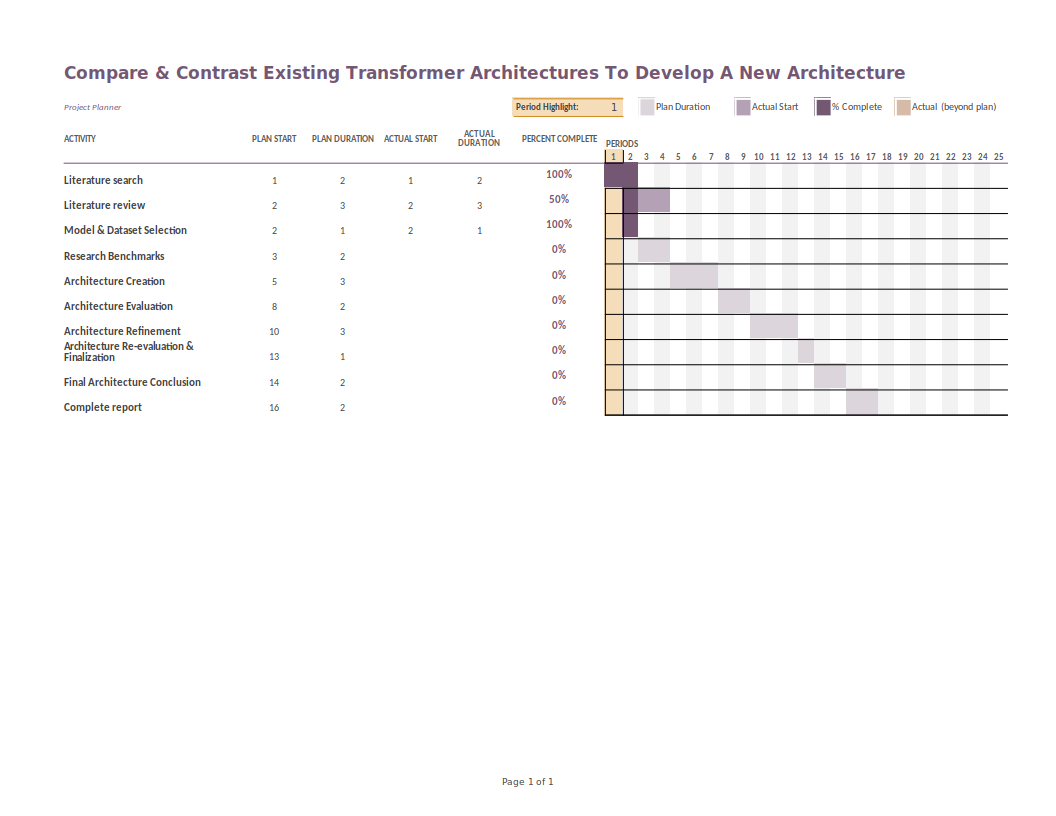 Compare & Contrast Existing Transformer Architectures To Develop A New Architecture
Project Planner
Period Highlight: 1
Plan Duration
Actual Start
% Complete
Actual (beyond plan)
ACTIVITY PLAN START PLAN DURATION ACTUAL START ACTUAL DURATION PERCENT COMPLETE PERIODS
1 2 3 4 5 6 7 8 9 10 11 12 13 14 15 16 17 18 19 20 21 22 23 24 25
Literature search 1 2 1 2 100%
Literature review 2 3 2 3 50%
Model & Dataset Selection 2 1 2 1 100%
Research Benchmarks 3 2 0%
Architecture Creation 5 3 0%
Architecture Evaluation 8 2 0%
Architecture Refinement 10 3 0%
Architecture Re-evaluation &
Finalization 13 1 0%
Final Architecture Conclusion 14 2 0%
Complete report 16 2 0%
Page 1 of 1